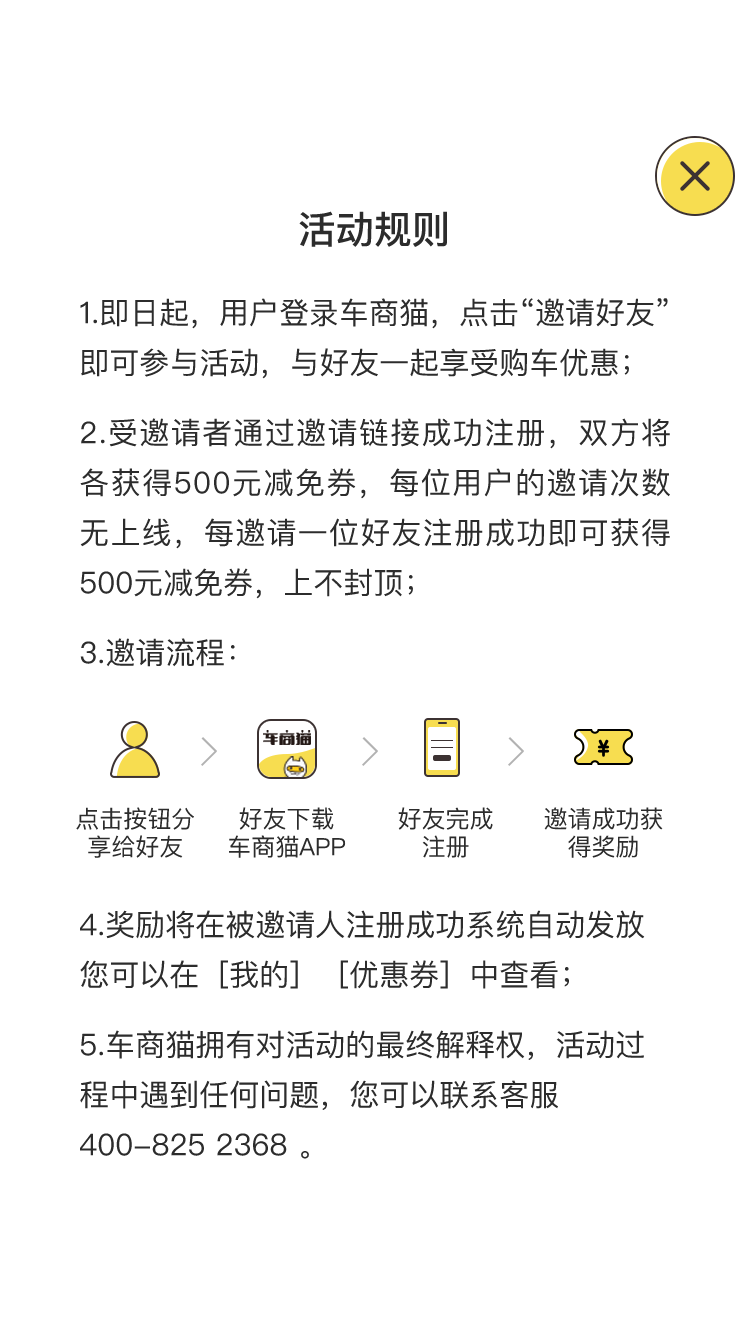 活动规则
1.即日起，用户登录车商猫，点击“邀请好友”
即可参与活动，与好友一起享受购车优惠；
2.受邀请者通过邀请链接成功注册，双方将
各获得500元减免券，每位用户的邀请次数
无上线，每邀请一位好友注册成功即可获得
500元减免券，上不封顶；
3.邀请流程：
车商猫
¥
点击按钮分
享给好友
好友下载
车商猫APP
好友完成
注册
邀请成功获
得奖励
4.奖励将在被邀请人注册成功系统自动发放
您可以在［我的］［优惠券］中查看；
5.车商猫拥有对活动的最终解释权，活动过
程中遇到任何问题，您可以联系客服
400–825 2368 。